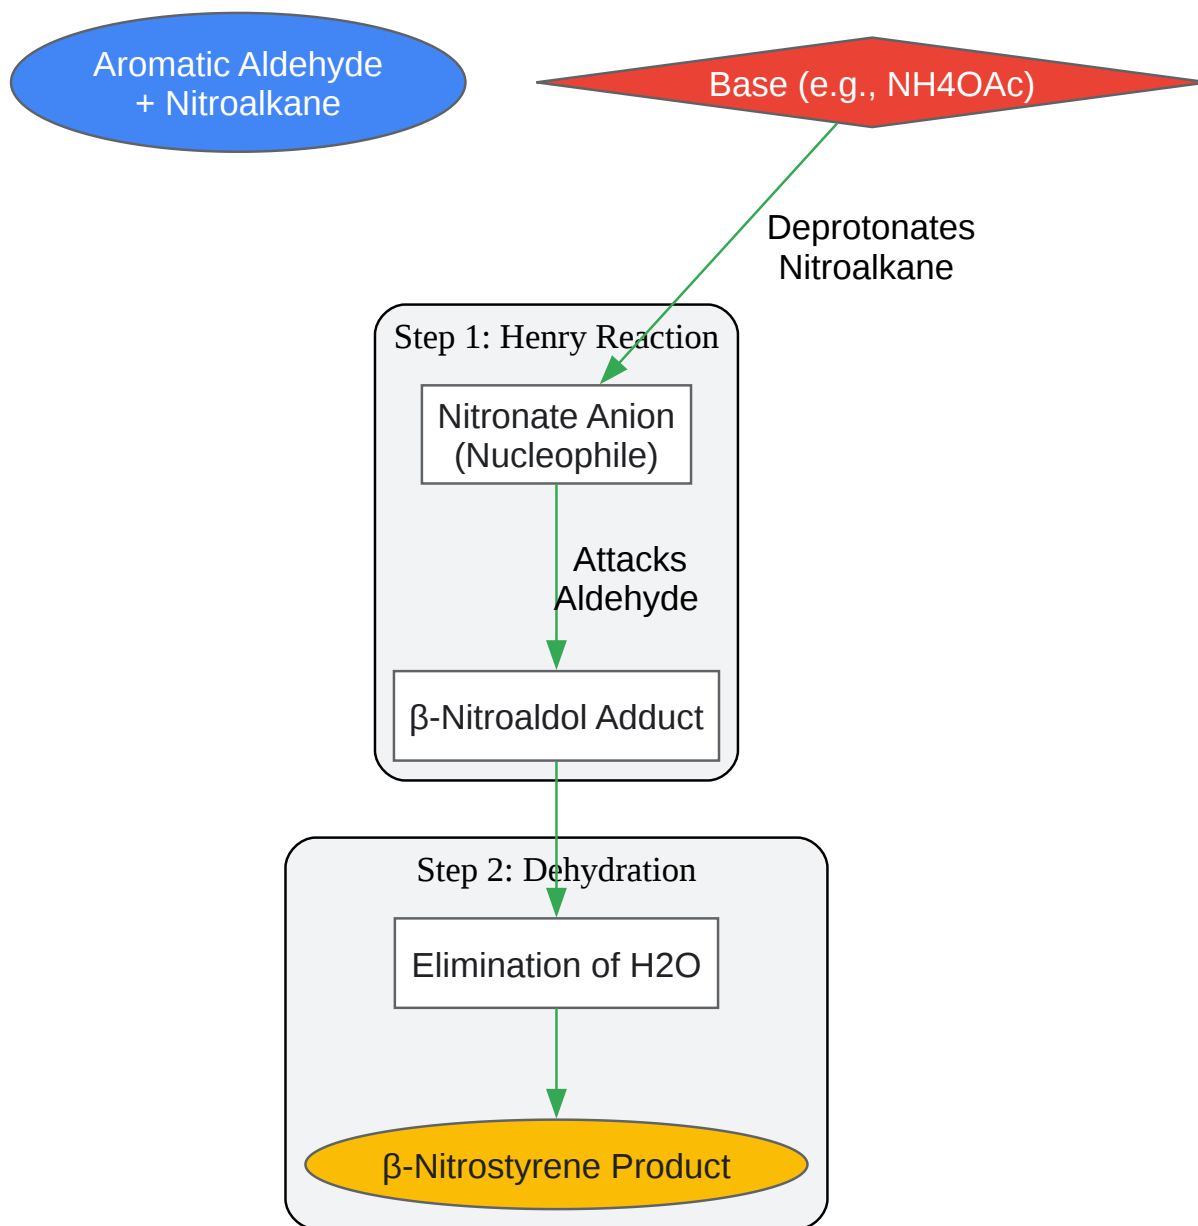 Aromatic Aldehyde
+ Nitroalkane
Base (e.g., NH4OAc)
Deprotonates
Nitroalkane
Step 1: Henry Reaction
Nitronate Anion
(Nucleophile)
Attacks
Aldehyde
β-Nitroaldol Adduct
Step 2: Dehydration
Elimination of H2O
β-Nitrostyrene Product